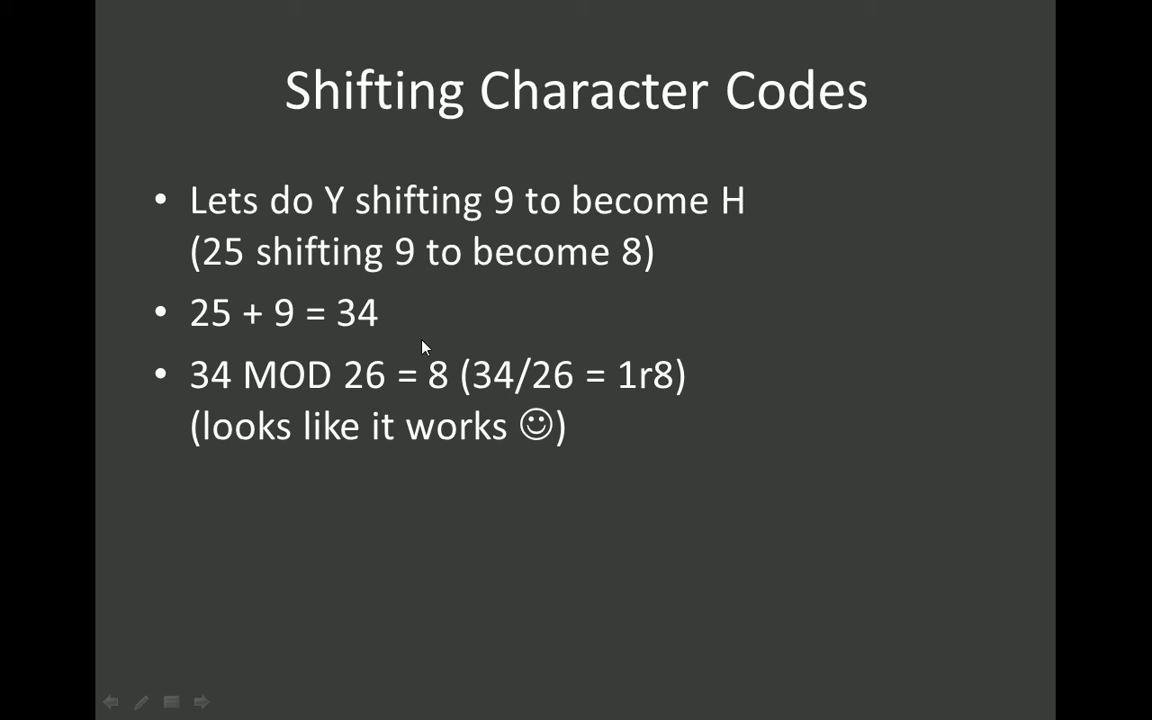 Shifting Character Codes
• Lets do Y shifting 9 to become H
(25 shifting 9 to become 8)
• 25 + 9 = 34
• 34 MOD 26 = 8 (34/26 = 1r8)
(looks like it works ☺)